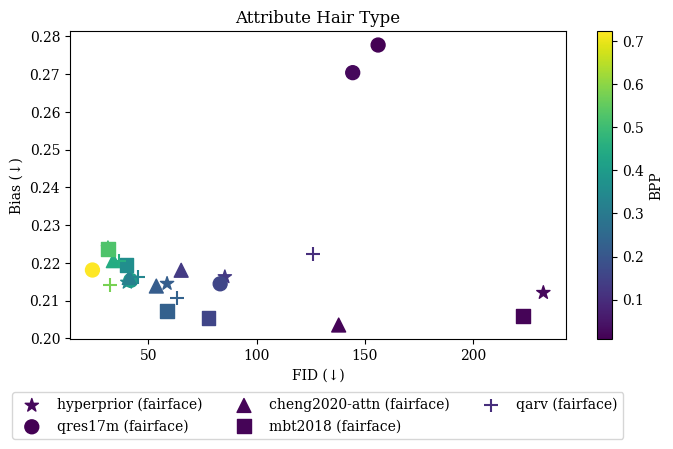 Attribute Hair Type
0.28
0.27
0.26
0.25
0.24
0.23
0.22
0.21
0.20
Bias (↓)
50
100
150
200
FID (↓)
0.7
0.6
0.5
0.4
0.3
0.2
0.1
BPP
hyperprior (fairface)
cheng2020-attn (fairface)
qarv (fairface)
qres17m (fairface)
mbt2018 (fairface)